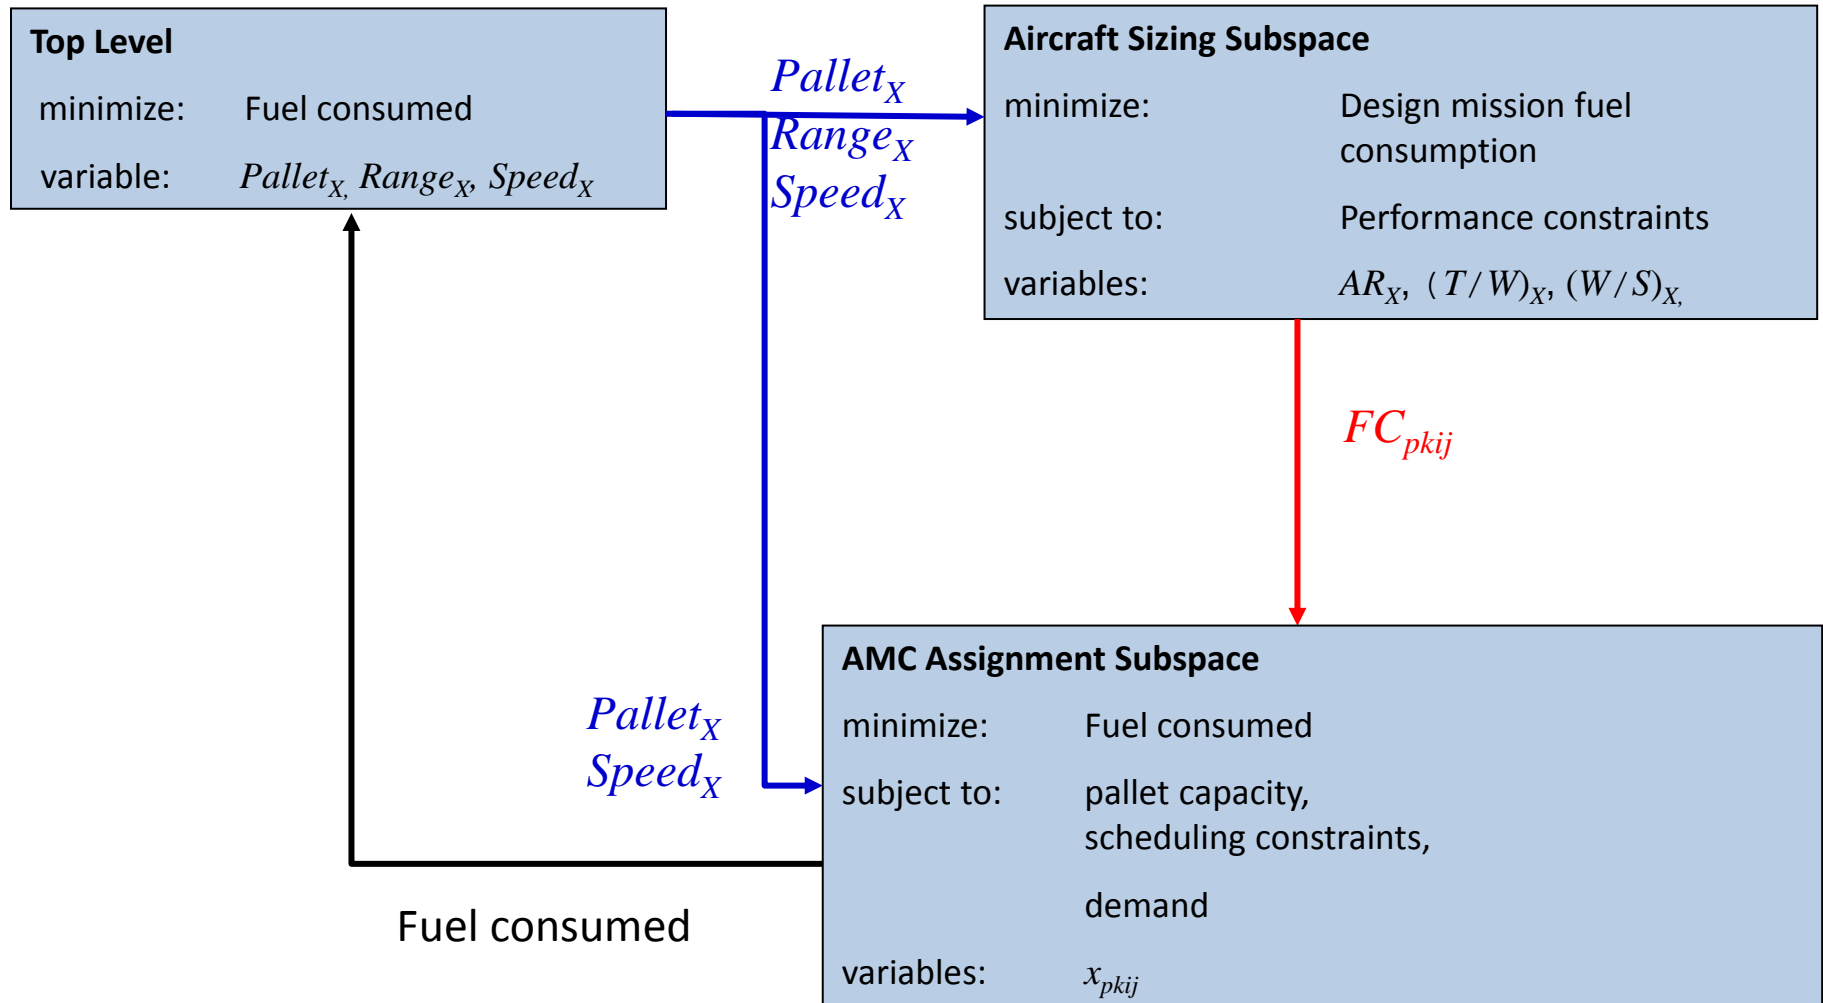 Top Level
minimize: Fuel consumed
variable: Pallet_X, Range_X, Speed_X
Pallet_X
Range_X
Speed_X
Aircraft Sizing Subspace
minimize: Design mission fuel
consumption
subject to: Performance constraints
variables: AR_X, (T/W)_X, (W/S)_X,
FC_pkij
Pallet_X
Speed_X
Fuel consumed
AMC Assignment Subspace
minimize: Fuel consumed
subject to: pallet capacity,
scheduling constraints,
demand
variables: x_pkij